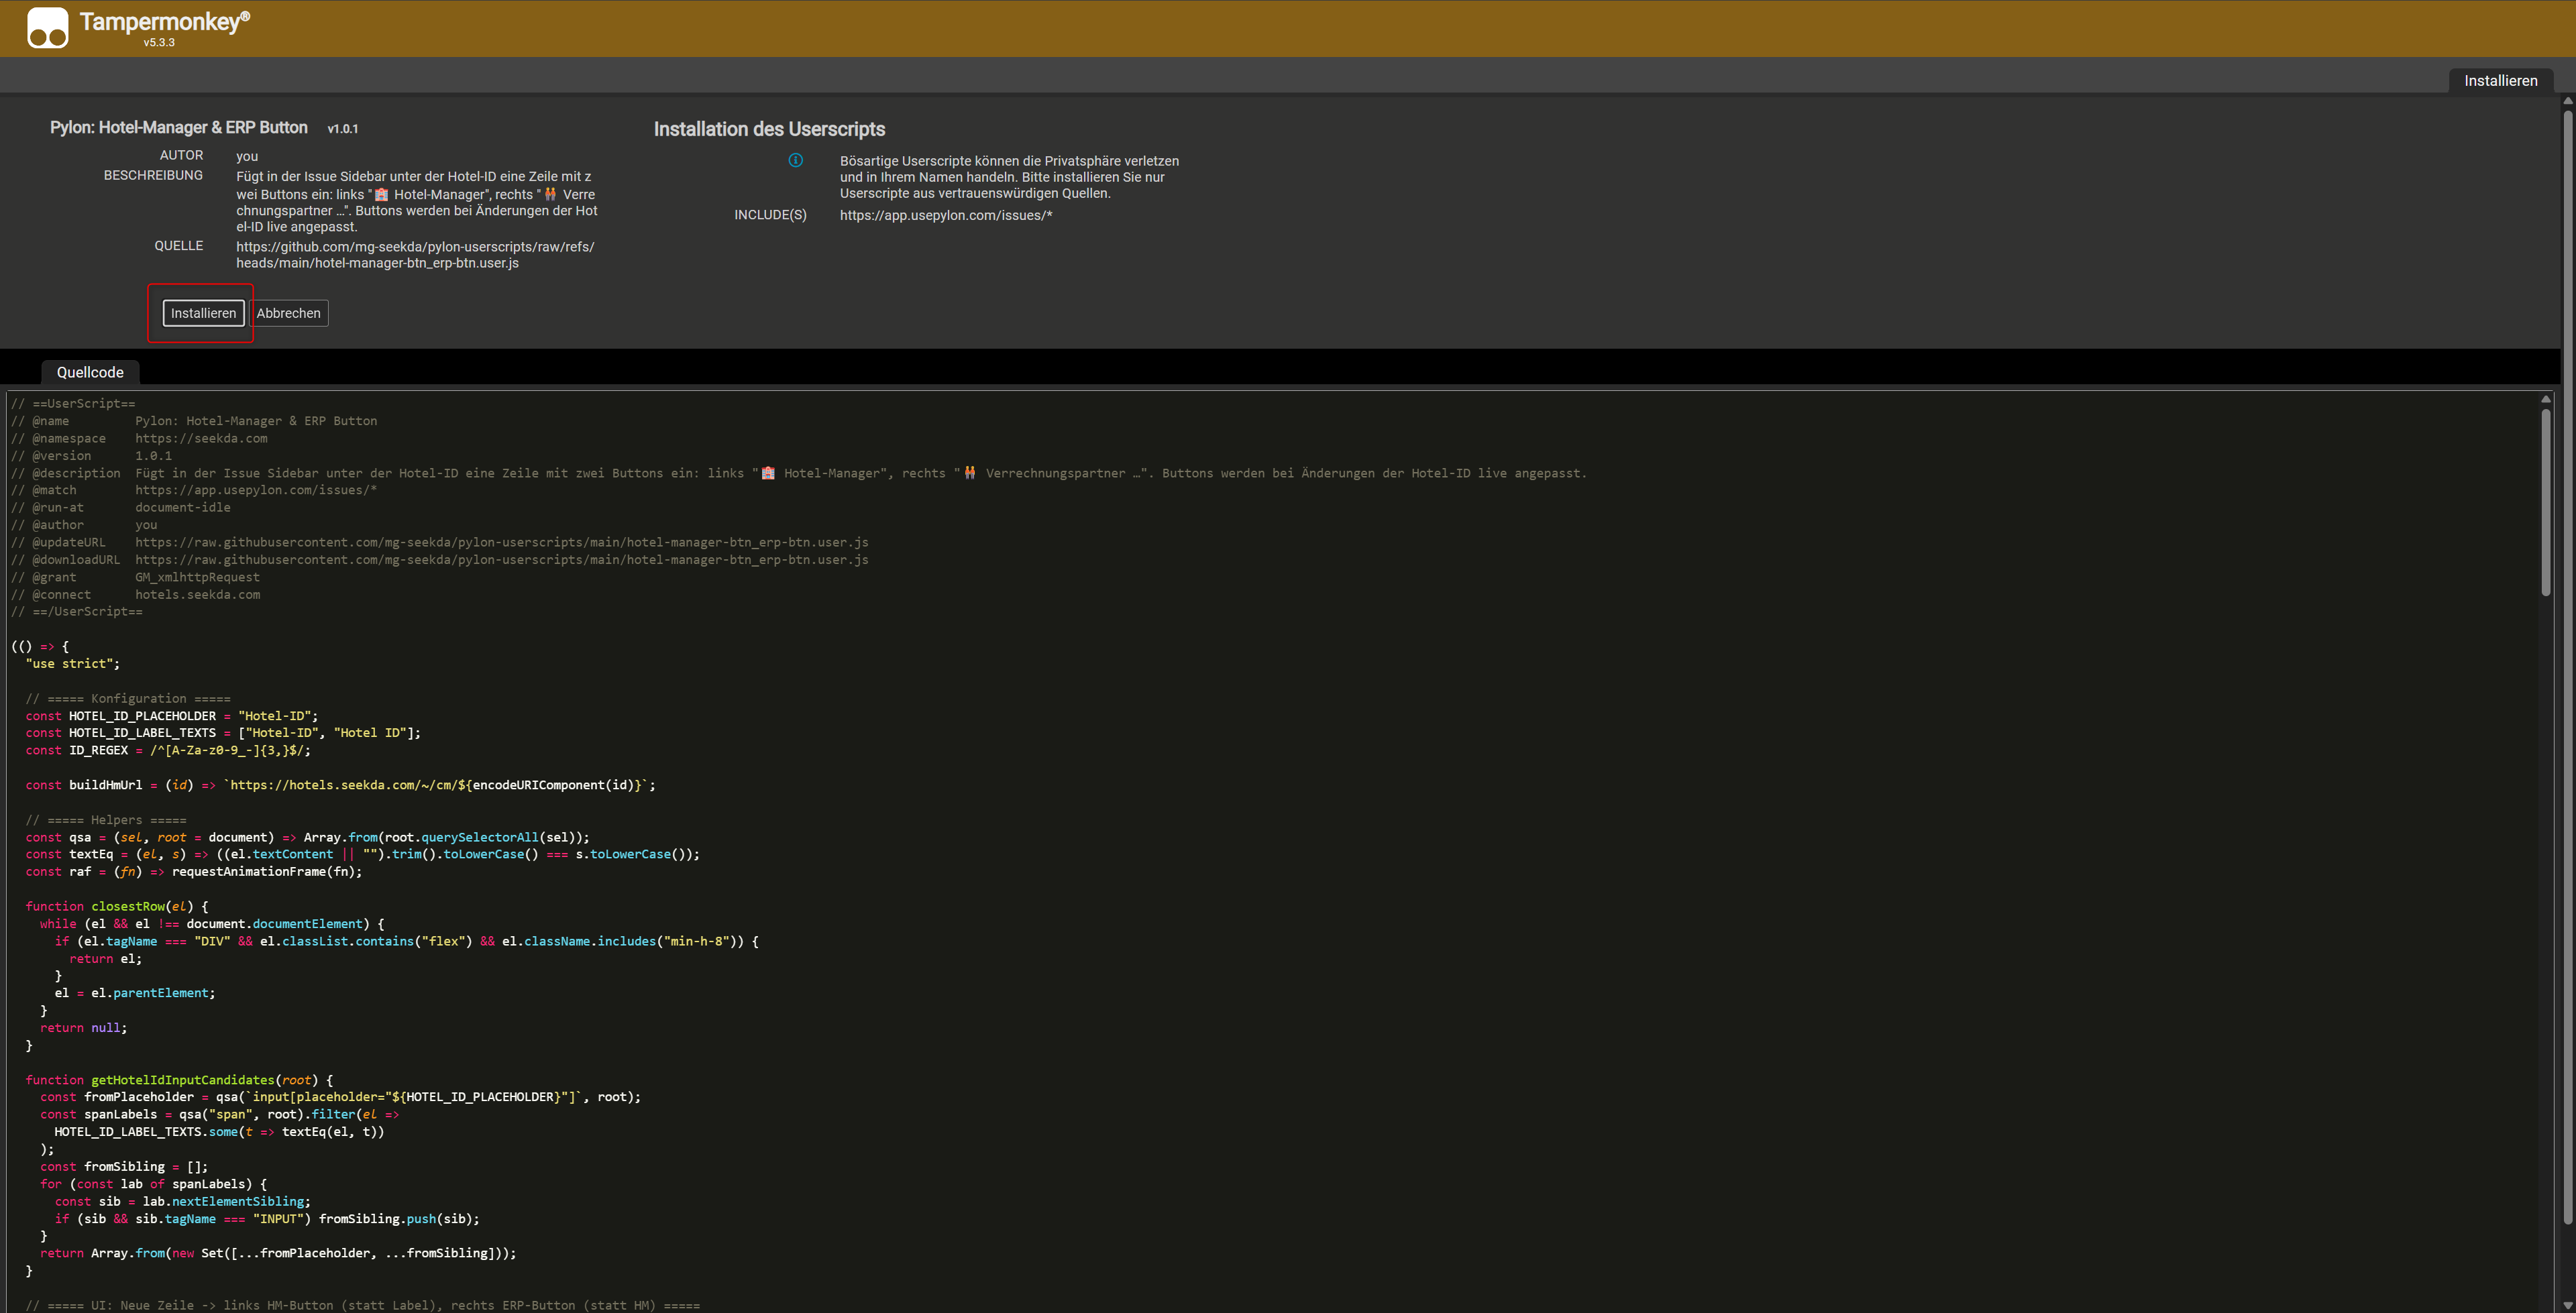 Tampermonkey®
v5.3.3
Installieren
Pylon: Hotel-Manager & ERP Button v1.0.1
AUTOR you
BESCHREIBUNG Fügt in der Issue Sidebar unter der Hotel-ID eine Zeile mit z
wei Buttons ein: links "🏨 Hotel-Manager", rechts "👬 Verre
chnungspartner …". Buttons werden bei Änderungen der Hot
el-ID live angepasst.
QUELLE https://github.com/mg-seekda/pylon-userscripts/raw/refs/
heads/main/hotel-manager-btn_erp-btn.user.js
Installieren Abbrechen
Installation des Userscripts
Bösartige Userscripte können die Privatsphäre verletzen
und in Ihrem Namen handeln. Bitte installieren Sie nur
Userscripte aus vertrauenswürdigen Quellen.
INCLUDE(S) https://app.usepylon.com/issues/*
Quellcode
// ==UserScript==
// @name Pylon: Hotel-Manager & ERP Button
// @namespace https://seekda.com
// @version 1.0.1
// @description Fügt in der Issue Sidebar unter der Hotel-ID eine Zeile mit zwei Buttons ein: links "🏨 Hotel-Manager", rechts "👬 Verrechnungspartner …". Buttons werden bei Änderungen der Hotel-ID live angepasst.
// @match https://app.usepylon.com/issues/*
// @run-at document-idle
// @author you
// @updateURL https://raw.githubusercontent.com/mg-seekda/pylon-userscripts/main/hotel-manager-btn_erp-btn.user.js
// @downloadURL https://raw.githubusercontent.com/mg-seekda/pylon-userscripts/main/hotel-manager-btn_erp-btn.user.js
// @grant GM_xmlhttpRequest
// @connect hotels.seekda.com
// ==/UserScript==
(() => {
"use strict";
// ===== Konfiguration =====
const HOTEL_ID_PLACEHOLDER = "Hotel-ID";
const HOTEL_ID_LABEL_TEXTS = ["Hotel-ID", "Hotel ID"];
const ID_REGEX = /^[A-Za-z0-9_-]{3,}$/;
const buildHmUrl = (id) => `https://hotels.seekda.com/~/cm/${encodeURIComponent(id)}`;
// ===== Helpers =====
const qsa = (sel, root = document) => Array.from(root.querySelectorAll(sel));
const textEq = (el, s) => ((el.textContent || "").trim().toLowerCase() === s.toLowerCase());
const raf = (fn) => requestAnimationFrame(fn);
function closestRow(el) {
while (el && el !== document.documentElement) {
if (el.tagName === "DIV" && el.classList.contains("flex") && el.className.includes("min-h-8")) {
return el;
}
el = el.parentElement;
}
return null;
}
function getHotelIdInputCandidates(root) {
const fromPlaceholder = qsa(`input[placeholder="${HOTEL_ID_PLACEHOLDER}"]`, root);
const spanLabels = qsa("span", root).filter(el =>
HOTEL_ID_LABEL_TEXTS.some(t => textEq(el, t))
);
const fromSibling = [];
for (const lab of spanLabels) {
const sib = lab.nextElementSibling;
if (sib && sib.tagName === "INPUT") fromSibling.push(sib);
}
return Array.from(new Set([...fromPlaceholder, ...fromSibling]));
}
// ===== UI: Neue Zeile -> links HM-Button (statt Label), rechts ERP-Button (statt HM) =====